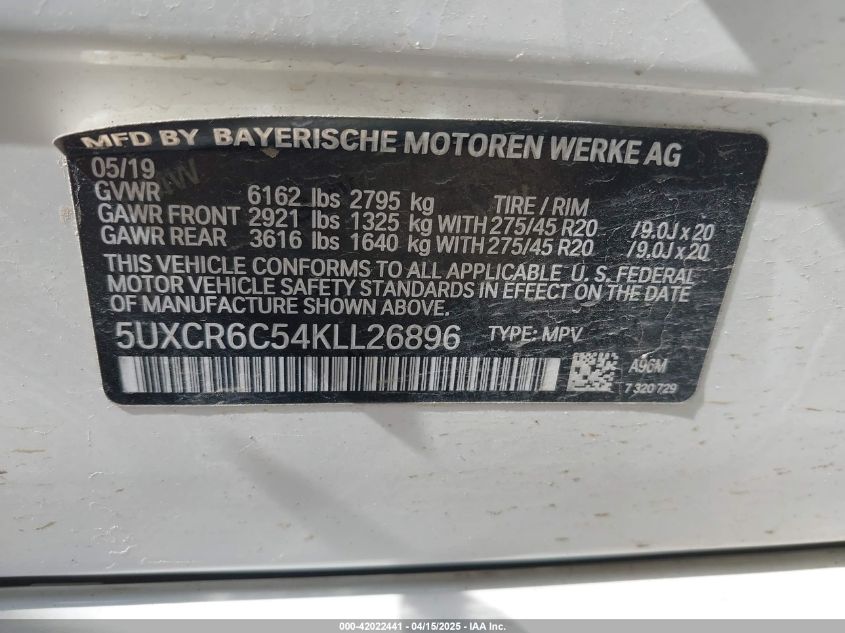 MFD BY BAYERISCHE MOTOREN WERKE AG
05/19
GVWR 6162 lbs 2795 kg TIRE / RIM
GAWR FRONT 2921 lbs 1325 kg WITH 275/45 R20 /9.0J x 20
GAWR REAR 3616 lbs 1640 kg WITH 275/45 R20 /9.0J x 20
THIS VEHICLE CONFORMS TO ALL APPLICABLE U. S. FEDERAL
MOTOR VEHICLE SAFETY STANDARDS IN EFFECT ON THE DATE
OF MANUFACTURE SHOWN ABOVE.
5UXCR6C54KLL26896 TYPE: MPV
A96M
7 320 729
000-42022441 - 04/15/2025 - IAA Inc.